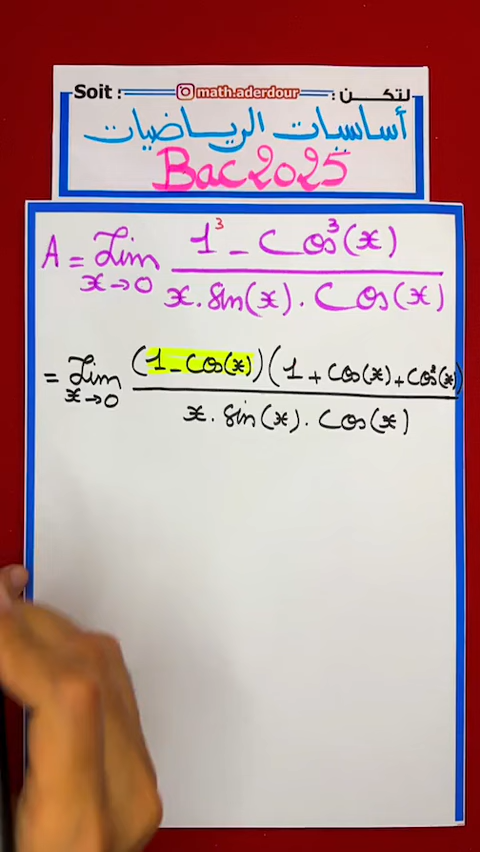 Soit : math.aderdour لتكن :
أساسيات الرياضيات
Bac2025
A = Lim x→0 (1³ - Cos³(x)) / (x . Sin(x) . Cos(x))
= Lim x→0 ((1 - Cos(x))(1 + Cos(x) + Cos²(x))) / (x . Sin(x) . Cos(x))